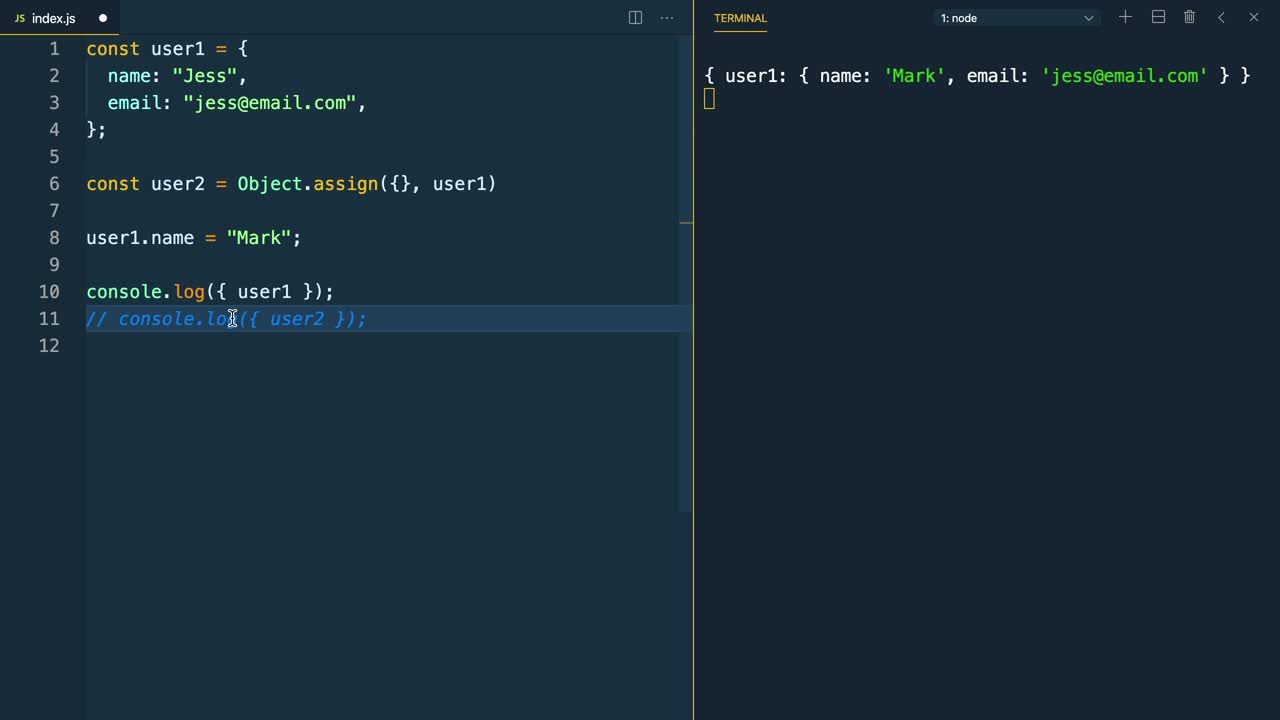 JS index.js
1 const user1 = {
2 name: "Jess",
3 email: "jess@email.com",
4 };
5
6 const user2 = Object.assign({}, user1)
7
8 user1.name = "Mark";
9
10 console.log({ user1 });
11 // console.log({ user2 });
12
TERMINAL
1: node
{ user1: { name: 'Mark', email: 'jess@email.com' } }